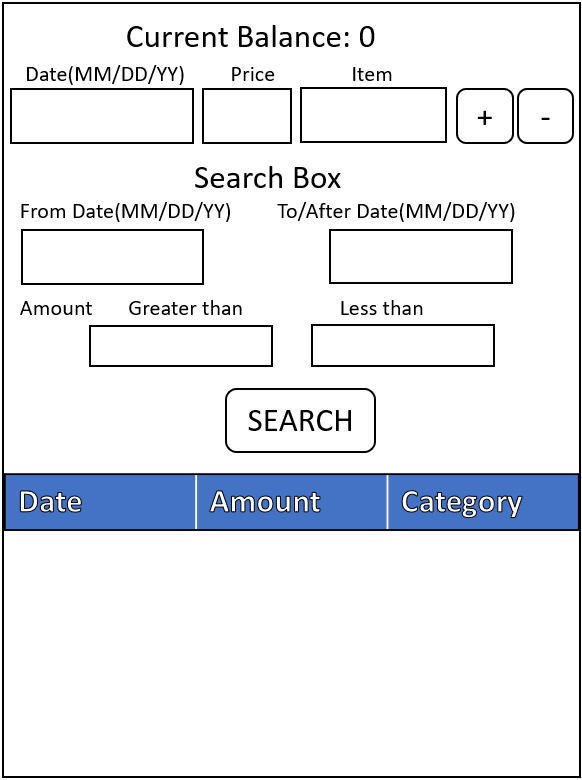 Current Balance: 0
Date(MM/DD/YY) Price Item
+ -
Search Box
From Date(MM/DD/YY) To/After Date(MM/DD/YY)
Amount Greater than Less than
SEARCH
Date Amount Category